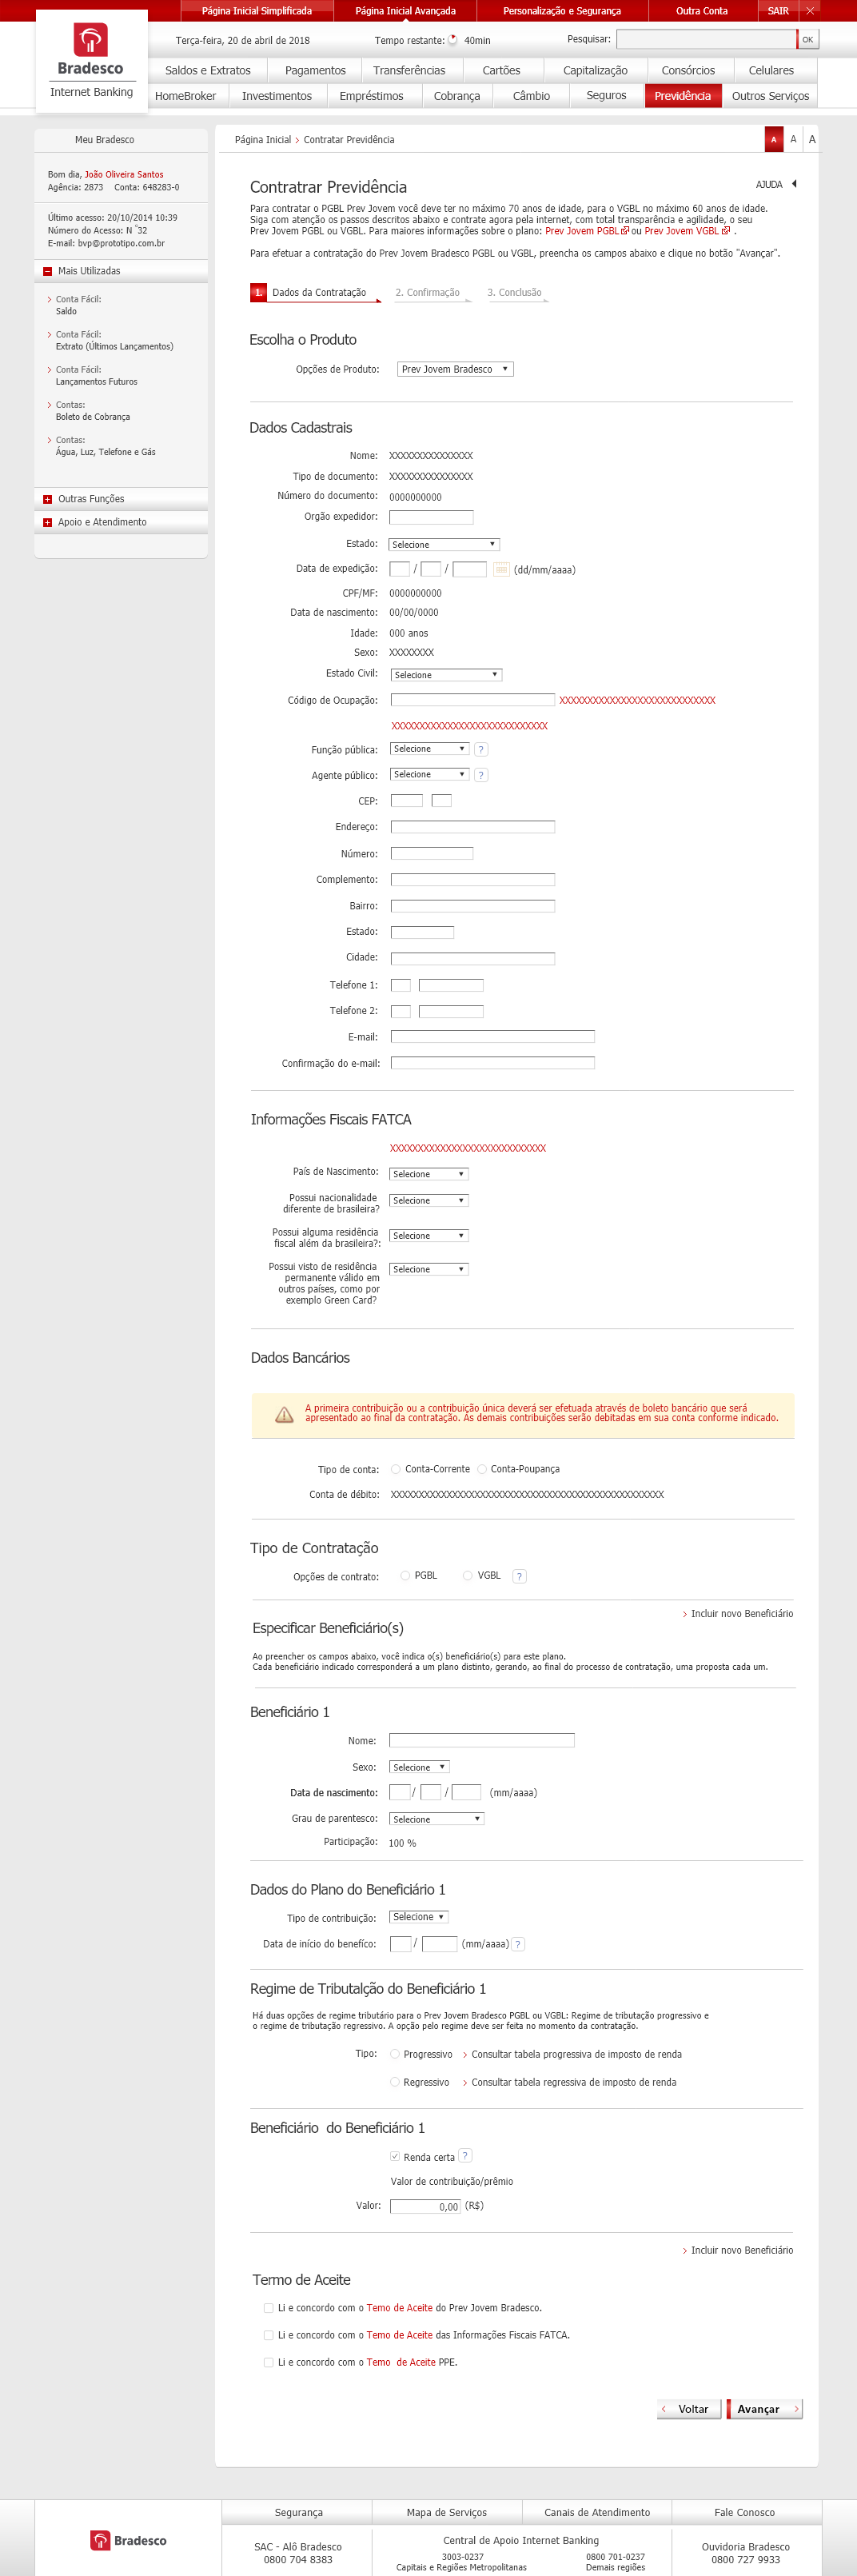 Página Inicial Simplificada Página Inicial Avançada Personalização e Segurança Outra Conta SAIR
Terça-feira, 20 de abril de 2018 Tempo restante: 40min Pesquisar: OK
Bradesco
Internet Banking
Saldos e Extratos Pagamentos Transferências Cartões Capitalização Consórcios Celulares
HomeBroker Investimentos Empréstimos Cobrança Câmbio Seguros Previdência Outros Serviços
Meu Bradesco
Bom dia, João Oliveira Santos
Agência: 2873 Conta: 648283-0
Último acesso: 20/10/2014 10:39
Número do Acesso: N °32
E-mail: bvp@prototipo.com.br
Mais Utilizadas
Conta Fácil:
Saldo
Conta Fácil:
Extrato (Últimos Lançamentos)
Conta Fácil:
Lançamentos Futuros
Contas:
Boleto de Cobrança
Contas:
Água, Luz, Telefone e Gás
Outras Funções
Apoio e Atendimento
Página Inicial Contratar Previdência A A A
Contratrar Previdência AJUDA
Para contratar o PGBL Prev Jovem você deve ter no máximo 70 anos de idade, para o VGBL no máximo 60 anos de idade.
Siga com atenção os passos descritos abaixo e contrate agora pela internet, com total transparência e agilidade, o seu
Prev Jovem PGBL ou VGBL. Para maiores informações sobre o plano: Prev Jovem PGBL ou Prev Jovem VGBL .
Para efetuar a contratação do Prev Jovem Bradesco PGBL ou VGBL, preencha os campos abaixo e clique no botão "Avançar".
1. Dados da Contratação 2. Confirmação 3. Conclusão
Escolha o Produto
Opções de Produto: Prev Jovem Bradesco
Dados Cadastrais
Nome: XXXXXXXXXXXXXXX
Tipo de documento: XXXXXXXXXXXXXXX
Número do documento: 0000000000
Orgão expedidor:
Estado: Selecione
Data de expedição: / / (dd/mm/aaaa)
CPF/MF: 0000000000
Data de nascimento: 00/00/0000
Idade: 000 anos
Sexo: XXXXXXXX
Estado Civil: Selecione
Código de Ocupação: XXXXXXXXXXXXXXXXXXXXXXXXXXXX
XXXXXXXXXXXXXXXXXXXXXXXXXXXX
Função pública: Selecione ?
Agente público: Selecione ?
CEP:
Endereço:
Número:
Complemento:
Bairro:
Estado:
Cidade:
Telefone 1:
Telefone 2:
E-mail:
Confirmação do e-mail:
Informações Fiscais FATCA
XXXXXXXXXXXXXXXXXXXXXXXXXXXX
País de Nascimento: Selecione
Possui nacionalidade
diferente de brasileira? Selecione
Possui alguma residência
fiscal além da brasileira?: Selecione
Possui visto de residência Selecione
permanente válido em
outros países, como por
exemplo Green Card?
Dados Bancários
A primeira contribuição ou a contribuição única deverá ser efetuada através de boleto bancário que será
apresentado ao final da contratação. As demais contribuições serão debitadas em sua conta conforme indicado.
Tipo de conta: Conta-Corrente Conta-Poupança
Conta de débito: XXXXXXXXXXXXXXXXXXXXXXXXXXXXXXXXXXXXXXXXXXXXXXXXX
Tipo de Contratação
Opções de contrato: PGBL VGBL ?
Incluir novo Beneficiário
Especificar Beneficiário(s)
Ao preencher os campos abaixo, você indica o(s) beneficiário(s) para este plano.
Cada beneficiário indicado corresponderá a um plano distinto, gerando, ao final do processo de contratação, uma proposta cada um.
Beneficiário 1
Nome:
Sexo: Selecione
Data de nascimento: / / (mm/aaaa)
Grau de parentesco: Selecione
Participação: 100 %
Dados do Plano do Beneficiário 1
Tipo de contribuição: Selecione
Data de início do benefíco: / (mm/aaaa) ?
Regime de Tributalção do Beneficiário 1
Há duas opções de regime tributário para o Prev Jovem Bradesco PGBL ou VGBL: Regime de tributação progressivo e
o regime de tributação regressivo. A opção pelo regime deve ser feita no momento da contratação.
Tipo: Progressivo Consultar tabela progressiva de imposto de renda
Regressivo Consultar tabela regressiva de imposto de renda
Beneficiário do Beneficiário 1
Renda certa ?
Valor de contribuição/prêmio
Valor: 0,00 (R$)
Incluir novo Beneficiário
Termo de Aceite
Li e concordo com o Temo de Aceite do Prev Jovem Bradesco.
Li e concordo com o Temo de Aceite das Informações Fiscais FATCA.
Li e concordo com o Temo de Aceite PPE.
Voltar Avançar
Segurança Mapa de Serviços Canais de Atendimento Fale Conosco
Bradesco
SAC - Alô Bradesco
0800 704 8383
Central de Apoio Internet Banking
3003-0237 0800 701-0237
Capitais e Regiões Metropolitanas Demais regiões
Ouvidoria Bradesco
0800 727 9933